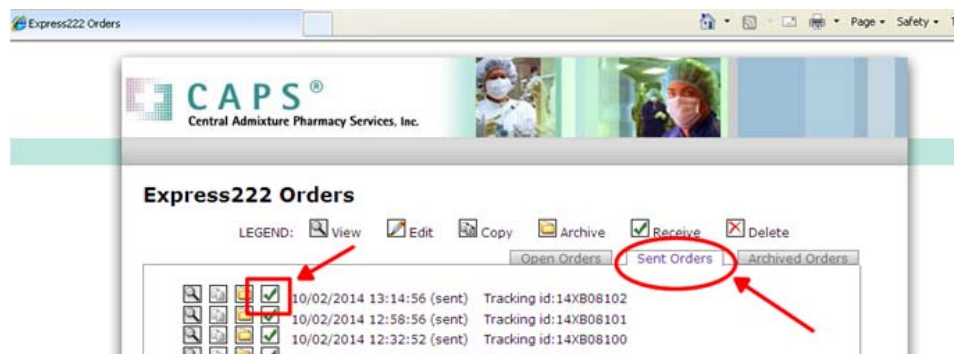 Express222 Orders
Page Safety
CAPS®
Central Admixture Pharmacy Services, Inc.
Express222 Orders
LEGEND: View Edit Copy Archive Receive Delete
Open Orders Sent Orders Archived Orders
10/02/2014 13:14:56 (sent) Tracking id:14XB08102
10/02/2014 12:58:56 (sent) Tracking id:14XB08101
10/02/2014 12:32:52 (sent) Tracking id:14XB08100